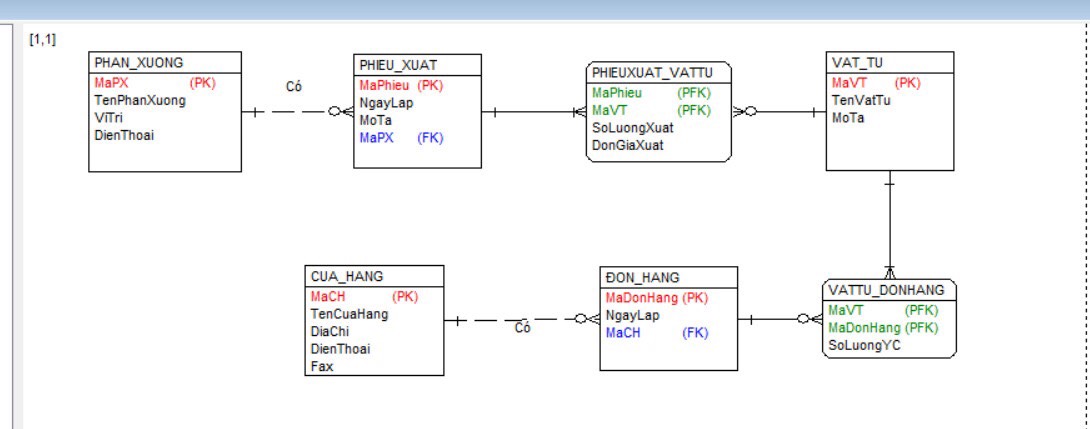 [1,1]
PHAN_XUONG
MaPX (PK)
TenPhanXuong
ViTri
DienThoai
Có
PHIEU_XUAT
MaPhieu (PK)
NgayLap
MoTa
MaPX (FK)
PHIEUXUAT_VATTU
MaPhieu (PFK)
MaVT (PFK)
SoLuongXuat
DonGiaXuat
VAT_TU
MaVT (PK)
TenVatTu
MoTa
CUA_HANG
MaCH (PK)
TenCuaHang
DiaChi
DienThoai
Fax
Có
ĐON_HANG
MaDonHang (PK)
NgayLap
MaCH (FK)
VATTU_DONHANG
MaVT (PFK)
MaDonHang (PFK)
SoLuongYC